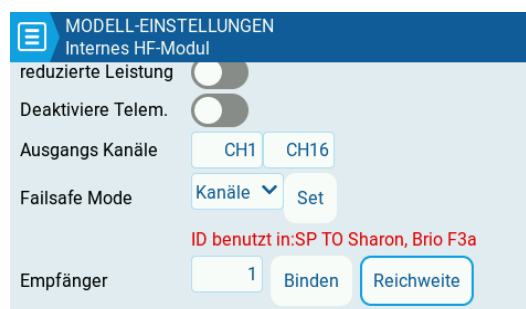 MODELL-EINSTELLUNGEN
Internes HF-Modul
reduzierte Leistung
Deaktiviere Telem.
Ausgangs Kanäle CH1 CH16
Failsafe Mode Kanäle Set
ID benutzt in:SP TO Sharon, Brio F3a
Empfänger 1 Binden Reichweite